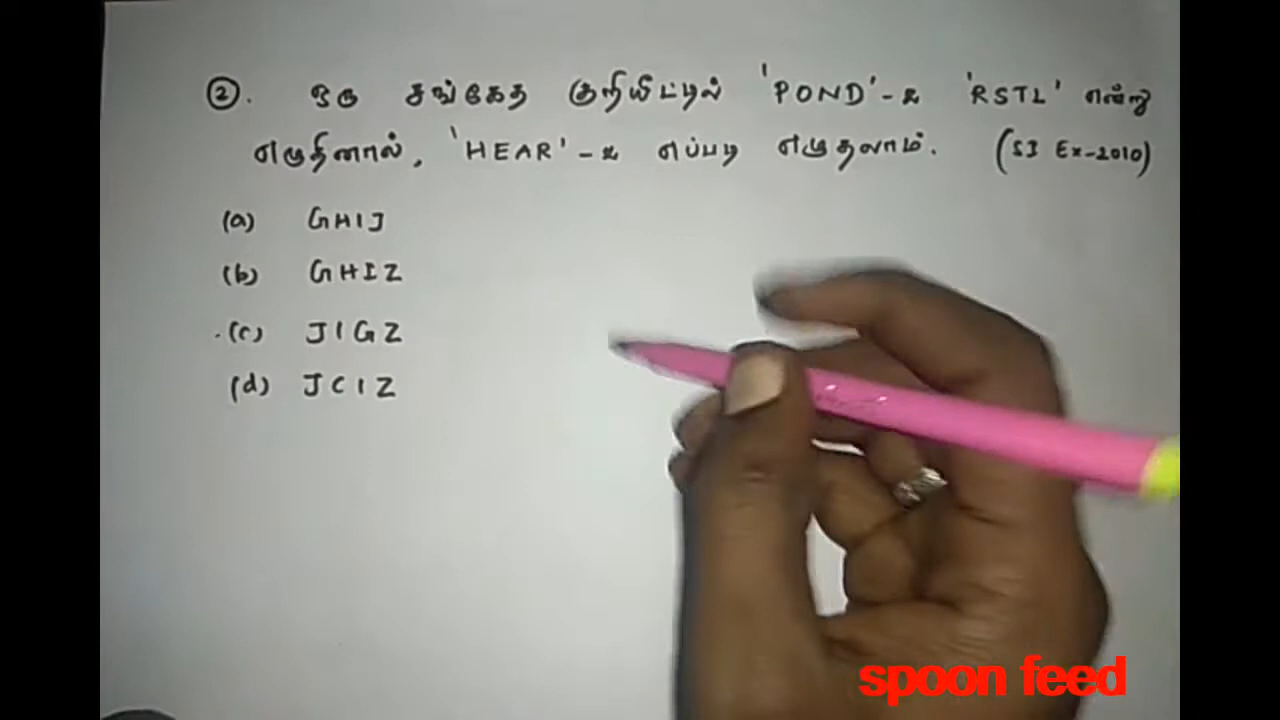 ②. ஒரு சங்கேத குறியீட்டில் 'POND'-ஐ 'RSTL' என்று
எழுதினால், 'HEAR'-ஐ எப்படி எழுதலாம். (SI Ex-2010)
(a) GHIJ
(b) GHIZ
(c) JIGZ
(d) JCIZ
spoon feed